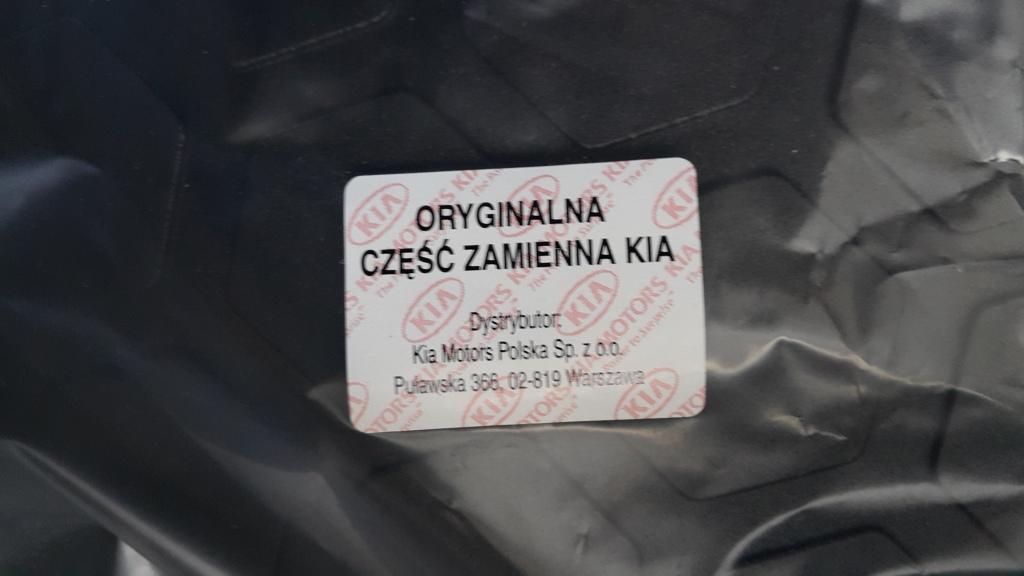 ORYGINALNA
CZĘŚĆ ZAMIENNA KIA
Dystrybutor:
Kia Motors Polska Sp. z o.o.
Puławska 366, 02-819 Warszawa